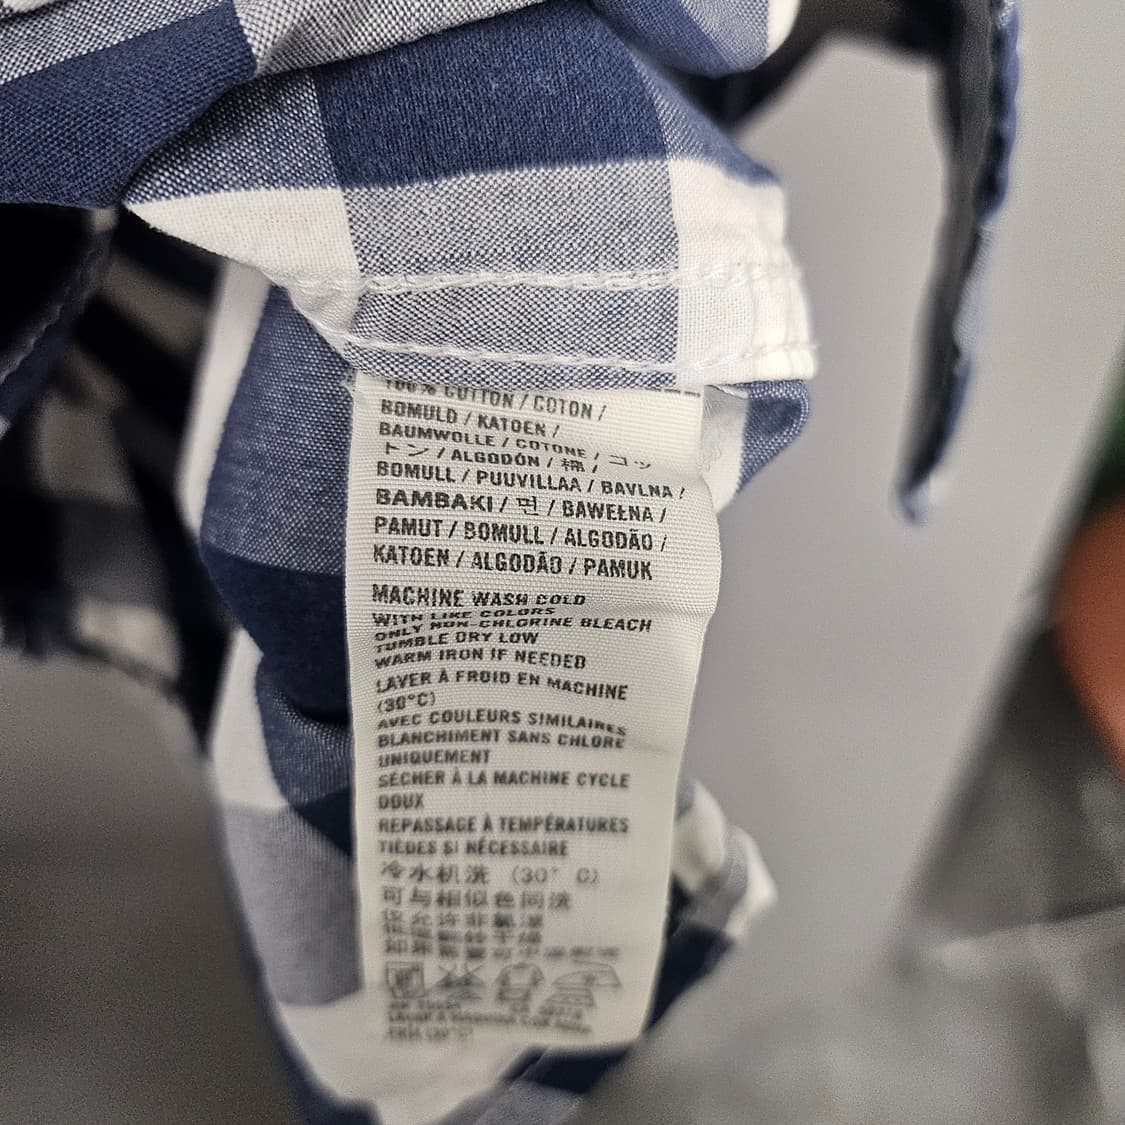 100% COTTON / COTON /
BOMULD / KATOEN /
BAUMWOLLE / COTONE / コッ
トン / ALGODÓN / 棉 /
BOMULL / PUUVILLAA / BAVLNA /
BAMBAKI / 면 / BAWEŁNA /
PAMUT / BOMULL / ALGODÃO /
KATOEN / ALGODÃO / PAMUK
MACHINE WASH COLD
WITH LIKE COLORS
ONLY NON-CHLORINE BLEACH
TUMBLE DRY LOW
WARM IRON IF NEEDED
LAVER À FROID EN MACHINE
(30°C)
AVEC COULEURS SIMILAIRES
BLANCHIMENT SANS CHLORE
UNIQUEMENT
SÉCHER À LA MACHINE CYCLE
DOUX
REPASSAGE À TEMPÉRATURES
TIÈDES SI NÉCESSAIRE
冷水机洗 (30° C)
可与相似色同洗